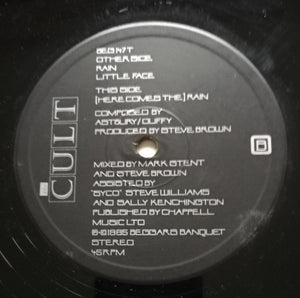 BEG 147T
OTHER SIDE
RAIN
LITTLE FACE
THIS SIDE
[HERE COMES THE] RAIN
COMPOSED BY
ASTBURY/DUFFY
PRODUCED BY STEVE BROWN
CULT
MIXED BY MARK STENT
AND STEVE BROWN
ASSISTED BY
"SYCO" STEVE WILLIAMS
AND SALLY KENCHINGTON
PUBLISHED BY CHAPPELL
MUSIC LTD
℗©1985 BEGGARS BANQUET
STEREO
45RPM